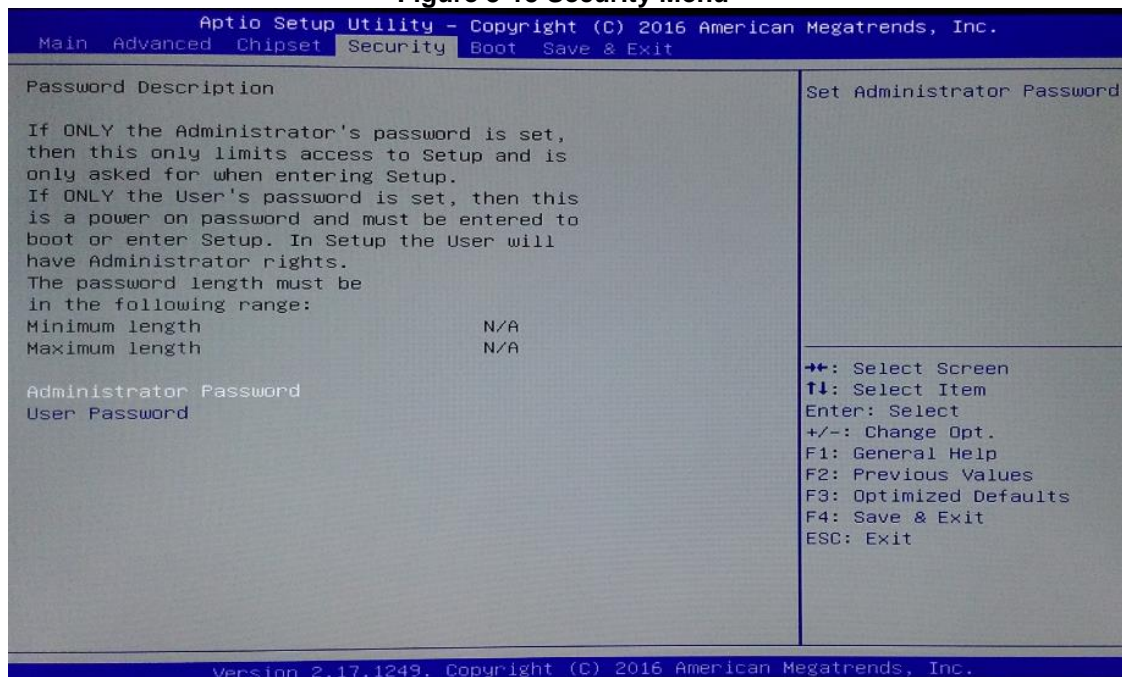 Aptio Setup Utility – Copyright (C) 2016 American Megatrends, Inc.
Main Advanced Chipset Security Boot Save & Exit
Password Description
If ONLY the Administrator's password is set,
then this only limits access to Setup and is
only asked for when entering Setup.
If ONLY the User's password is set, then this
is a power on password and must be entered to
boot or enter Setup. In Setup the User will
have Administrator rights.
The password length must be
in the following range:
Minimum length N/A
Maximum length N/A
Administrator Password
User Password
Set Administrator Password
→←: Select Screen
↑↓: Select Item
Enter: Select
+/-: Change Opt.
F1: General Help
F2: Previous Values
F3: Optimized Defaults
F4: Save & Exit
ESC: Exit
Version 2.17.1249. Copyright (C) 2016 American Megatrends, Inc.